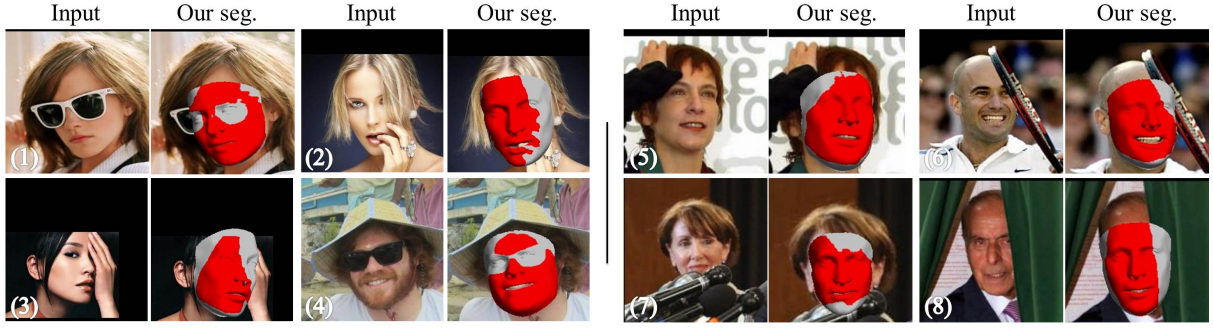 Input Our seg. Input Our seg. Input Our seg. Input Our seg.
(1) (2) (5) (6)
(3) (4) (7) (8)